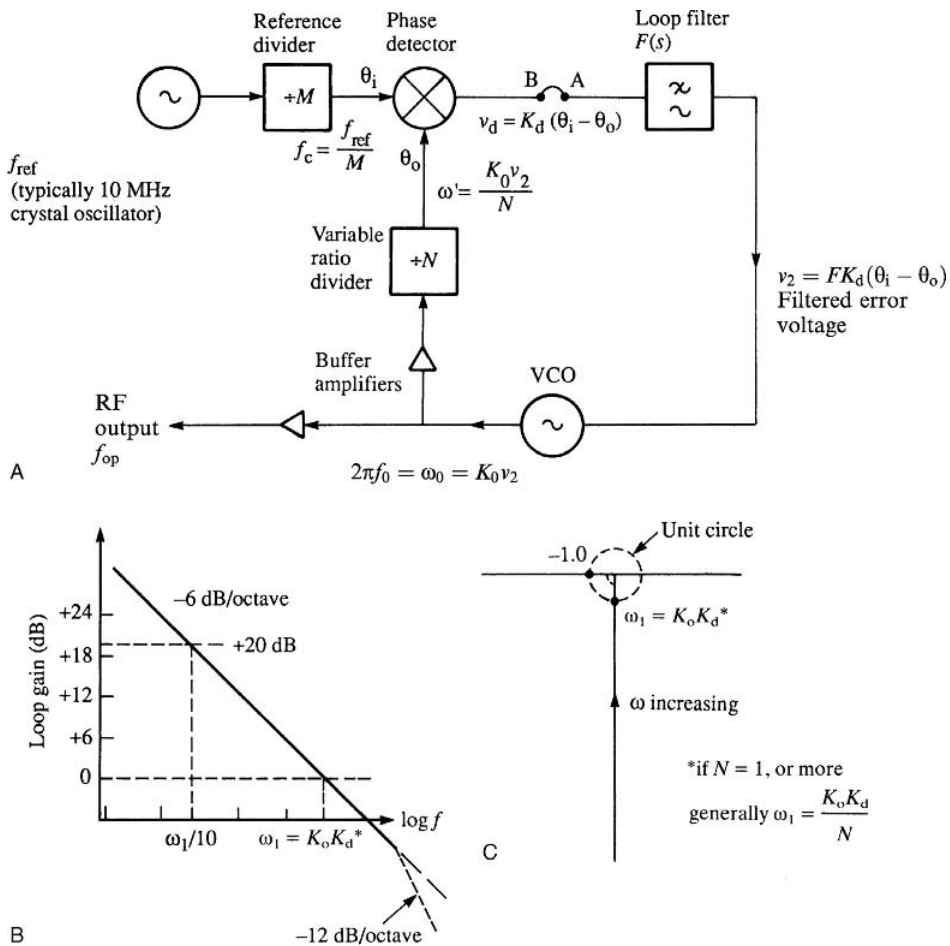 Reference
divider
Phase
detector
Loop filter
F(s)
÷M
θi
B A
vd = Kd (θi − θo)
fc = fref/M
θo
fref
(typically 10 MHz
crystal oscillator)
ω' = K0v2/N
Variable
ratio
divider
÷N
v2 = FKd(θi − θo)
Filtered error
voltage
Buffer
amplifiers
VCO
RF
output
fop
2πf0 = ω0 = K0v2
A
Loop gain (dB)
−6 dB/octave
+24
+20 dB
+18
+12
+6
0
log f
ω1/10
ω1 = KoKd*
−12 dB/octave
B
Unit circle
−1.0
ω1 = KoKd*
ω increasing
*if N = 1, or more
generally ω1 = KoKd/N
C